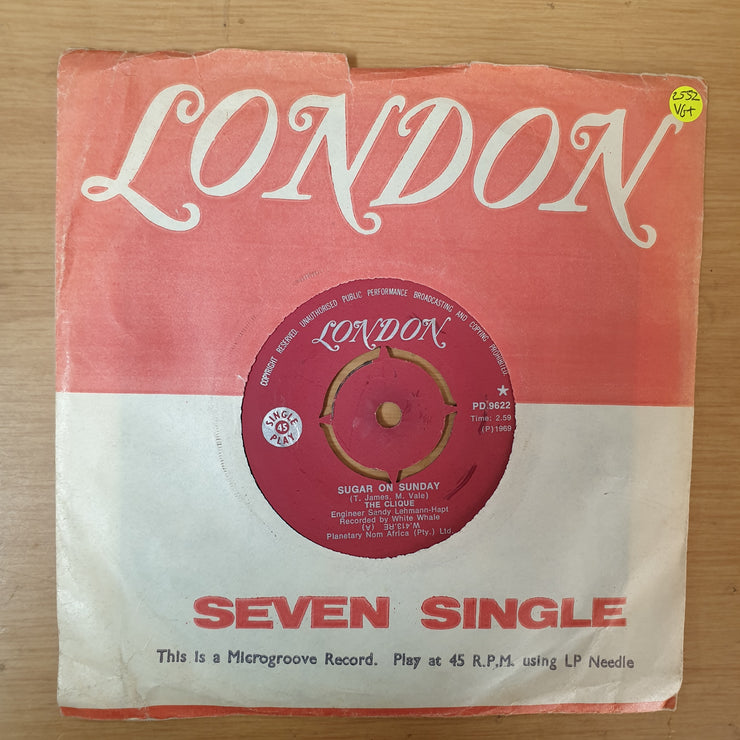 LONDON
2552
VG+
COPYRIGHT RESERVED. UNAUTHORISED PUBLIC PERFORMANCE BROADCASTING AND COPYING PROHIBITED
LONDON
PD.9622
Time: 2.59
(P)1969
SINGLE
45
PLAY
SUGAR ON SUNDAY
(T. James, M. Vale)
THE CLIQUE
Engineer Sandy Lehmann-Hapt
Recorded by White Whale
(A) W.413.RE
Planetary Nom Africa (Pty.) Ltd.
SEVEN SINGLE
This is a Microgroove Record. Play at 45 R.P.M. using LP Needle